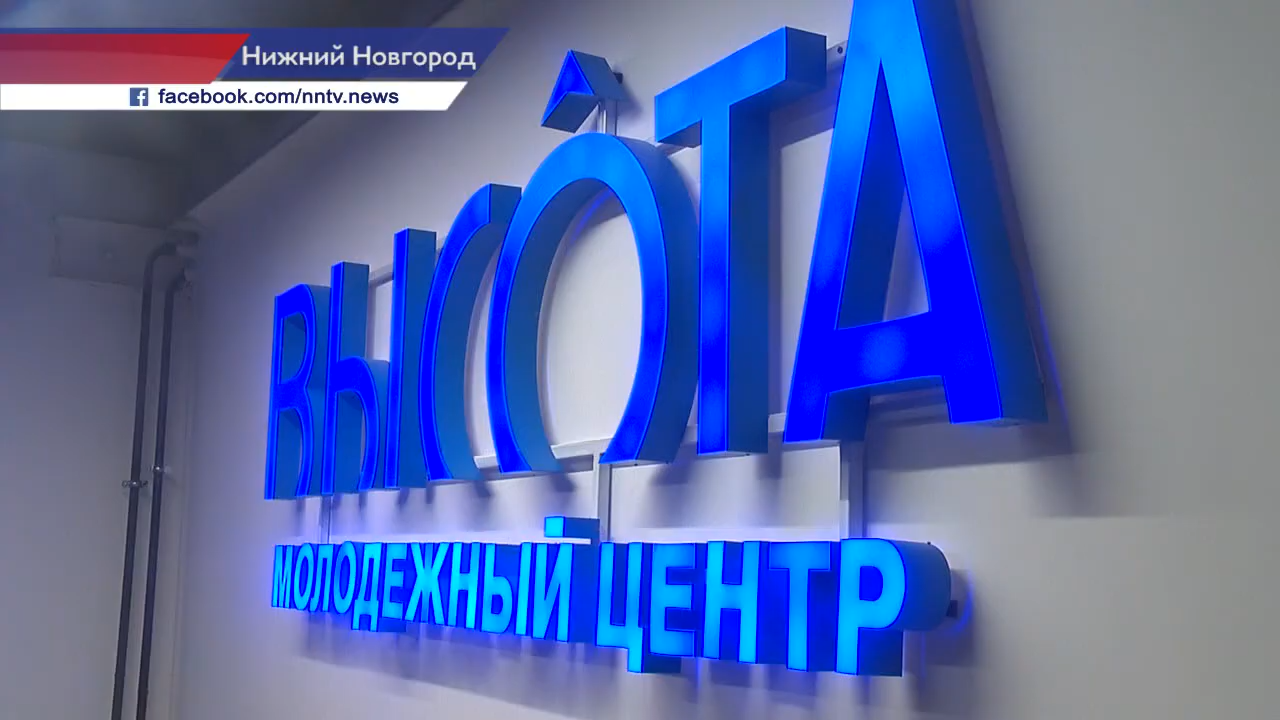 Нижний Новгород
facebook.com/nntv.news
ВЫСОТА
МОЛОДЕЖНЫЙ ЦЕНТР